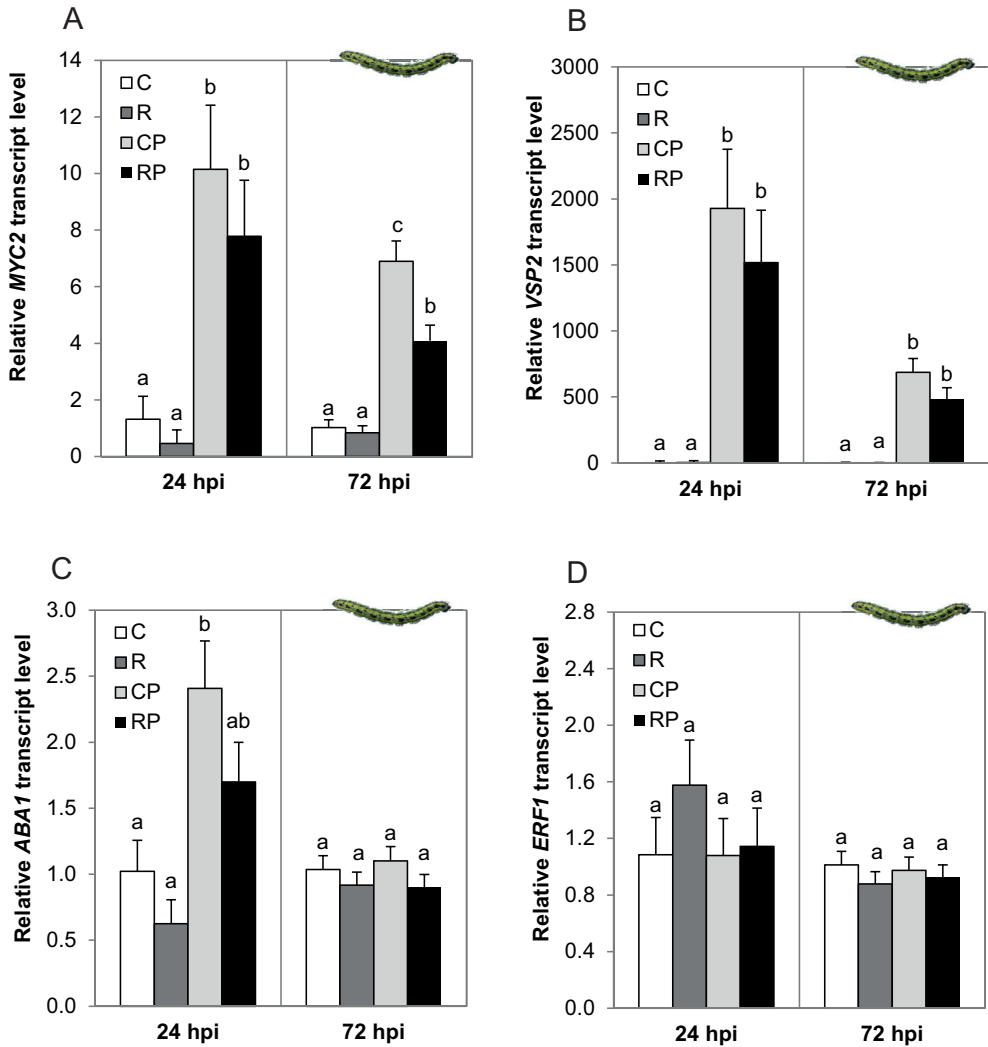 A
Relative MYC2 transcript level
14
12
10
8
6
4
2
0
C
R
CP
RP
a
a
b
b
a
a
c
b
24 hpi
72 hpi
B
Relative VSP2 transcript level
3000
2500
2000
1500
1000
500
0
C
R
CP
RP
a
a
b
b
a
a
b
b
24 hpi
72 hpi
C
Relative ABA1 transcript level
3.0
2.5
2.0
1.5
1.0
0.5
0.0
C
R
CP
RP
a
a
b
ab
a
a
a
a
24 hpi
72 hpi
D
Relative ERF1 transcript level
2.8
2.4
2.0
1.6
1.2
0.8
0.4
0.0
C
R
CP
RP
a
a
a
a
a
a
a
a
24 hpi
72 hpi